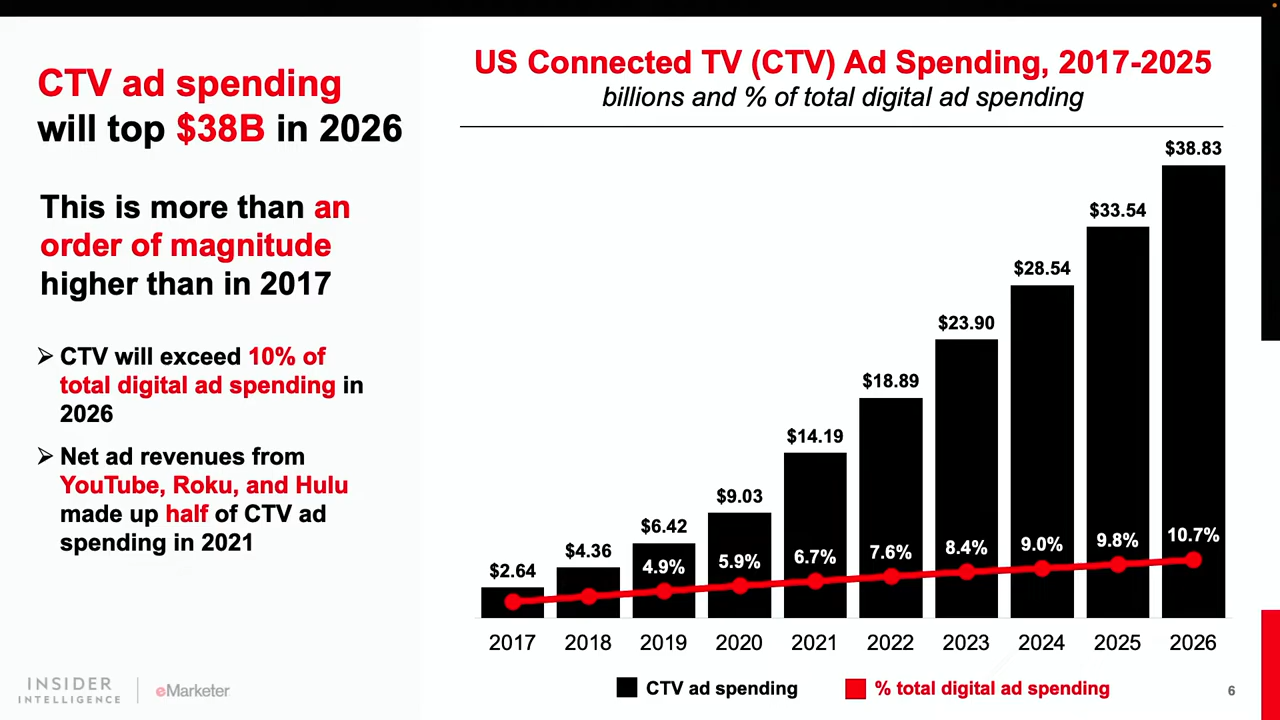 CTV ad spending
will top $38B in 2026
This is more than an
order of magnitude
higher than in 2017
➢ CTV will exceed 10% of
total digital ad spending in
2026
➢ Net ad revenues from
YouTube, Roku, and Hulu
made up half of CTV ad
spending in 2021
INSIDER
INTELLIGENCE
eMarketer
US Connected TV (CTV) Ad Spending, 2017-2025
billions and % of total digital ad spending
$2.64
$4.36
$6.42
$9.03
$14.19
$18.89
$23.90
$28.54
$33.54
$38.83
4.9%
5.9%
6.7%
7.6%
8.4%
9.0%
9.8%
10.7%
2017 2018 2019 2020 2021 2022 2023 2024 2025 2026
CTV ad spending
% total digital ad spending
6